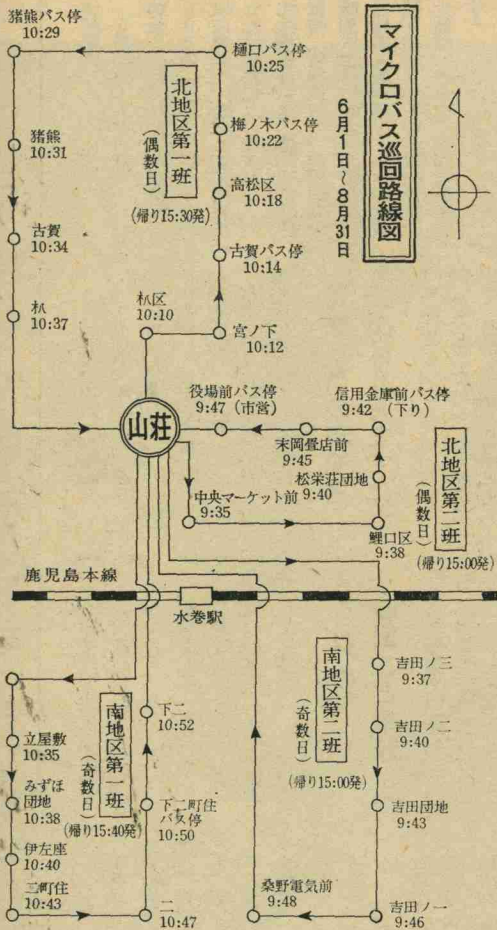 マイクロバス巡回路線図
6月1日～8月31日
北地区第一班
(偶数日)
(帰り15:30発)
朳区
10:10
宮ノ下
10:12
古賀バス停
10:14
高松区
10:18
梅ノ木バス停
10:22
樋口バス停
10:25
猪熊バス停
10:29
猪熊
10:31
古賀
10:34
朳
10:37
山荘
北地区第二班
(偶数日)
(帰り15:00発)
中央マーケット前
9:35
鯉口区
9:38
松栄荘団地
9:40
信用金庫前バス停
9:42 (下り)
末岡畳店前
9:45
役場前バス停
9:47 (市営)
鹿児島本線
水巻駅
南地区第一班
(奇数日)
(帰り15:40発)
立屋敷
10:35
みずほ
団地
10:38
伊左座
10:40
二町住
10:43
二
10:47
下二町住
バス停
10:50
下二
10:52
南地区第二班
(奇数日)
(帰り15:00発)
吉田ノ三
9:37
吉田ノ二
9:40
吉田団地
9:43
吉田ノ一
9:46
桑野電気前
9:48